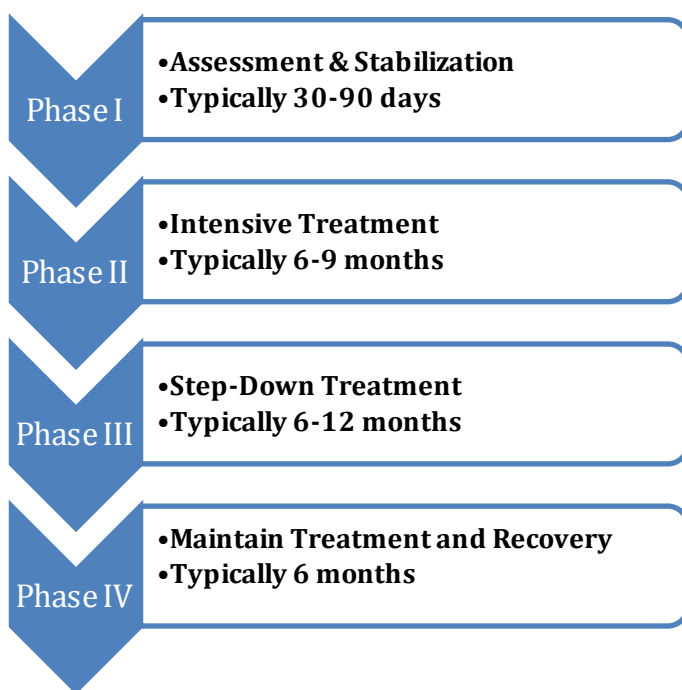 Phase I
•Assessment & Stabilization
•Typically 30-90 days
Phase II
•Intensive Treatment
•Typically 6-9 months
Phase III
•Step-Down Treatment
•Typically 6-12 months
Phase IV
•Maintain Treatment and Recovery
•Typically 6 months